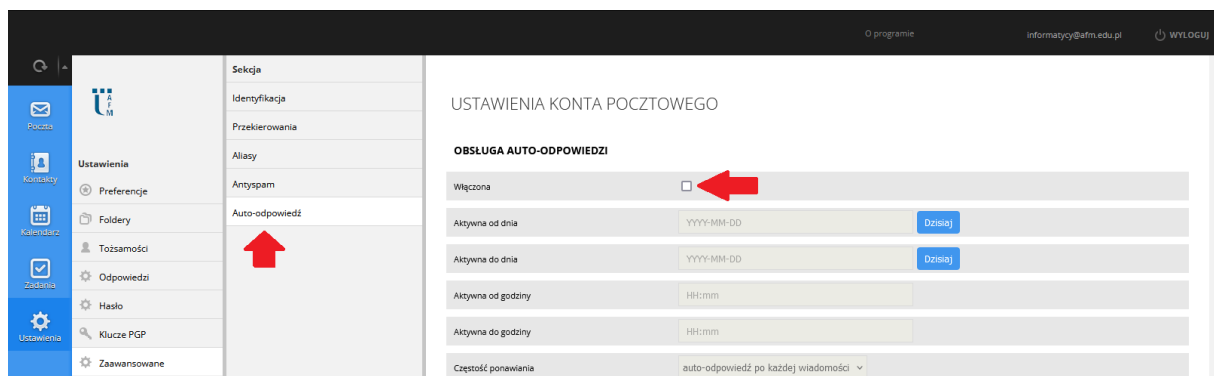 O programie
informatycy@afm.edu.pl
WYLOGUJ
Poczta
Kontakty
Kalendarz
Zadania
Ustawienia
AFM
Ustawienia
Preferencje
Foldery
Tożsamości
Odpowiedzi
Hasło
Klucze PGP
Zaawansowane
Sekcja
Identyfikacja
Przekierowania
Aliasy
Antyspam
Auto-odpowiedź
USTAWIENIA KONTA POCZTOWEGO
OBSŁUGA AUTO-ODPOWIEDZI
Włączona
Aktywna od dnia YYYY-MM-DD Dzisiaj
Aktywna do dnia YYYY-MM-DD Dzisiaj
Aktywna od godziny HH:mm
Aktywna do godziny HH:mm
Częstość ponawiania auto-odpowiedź po każdej wiadomości